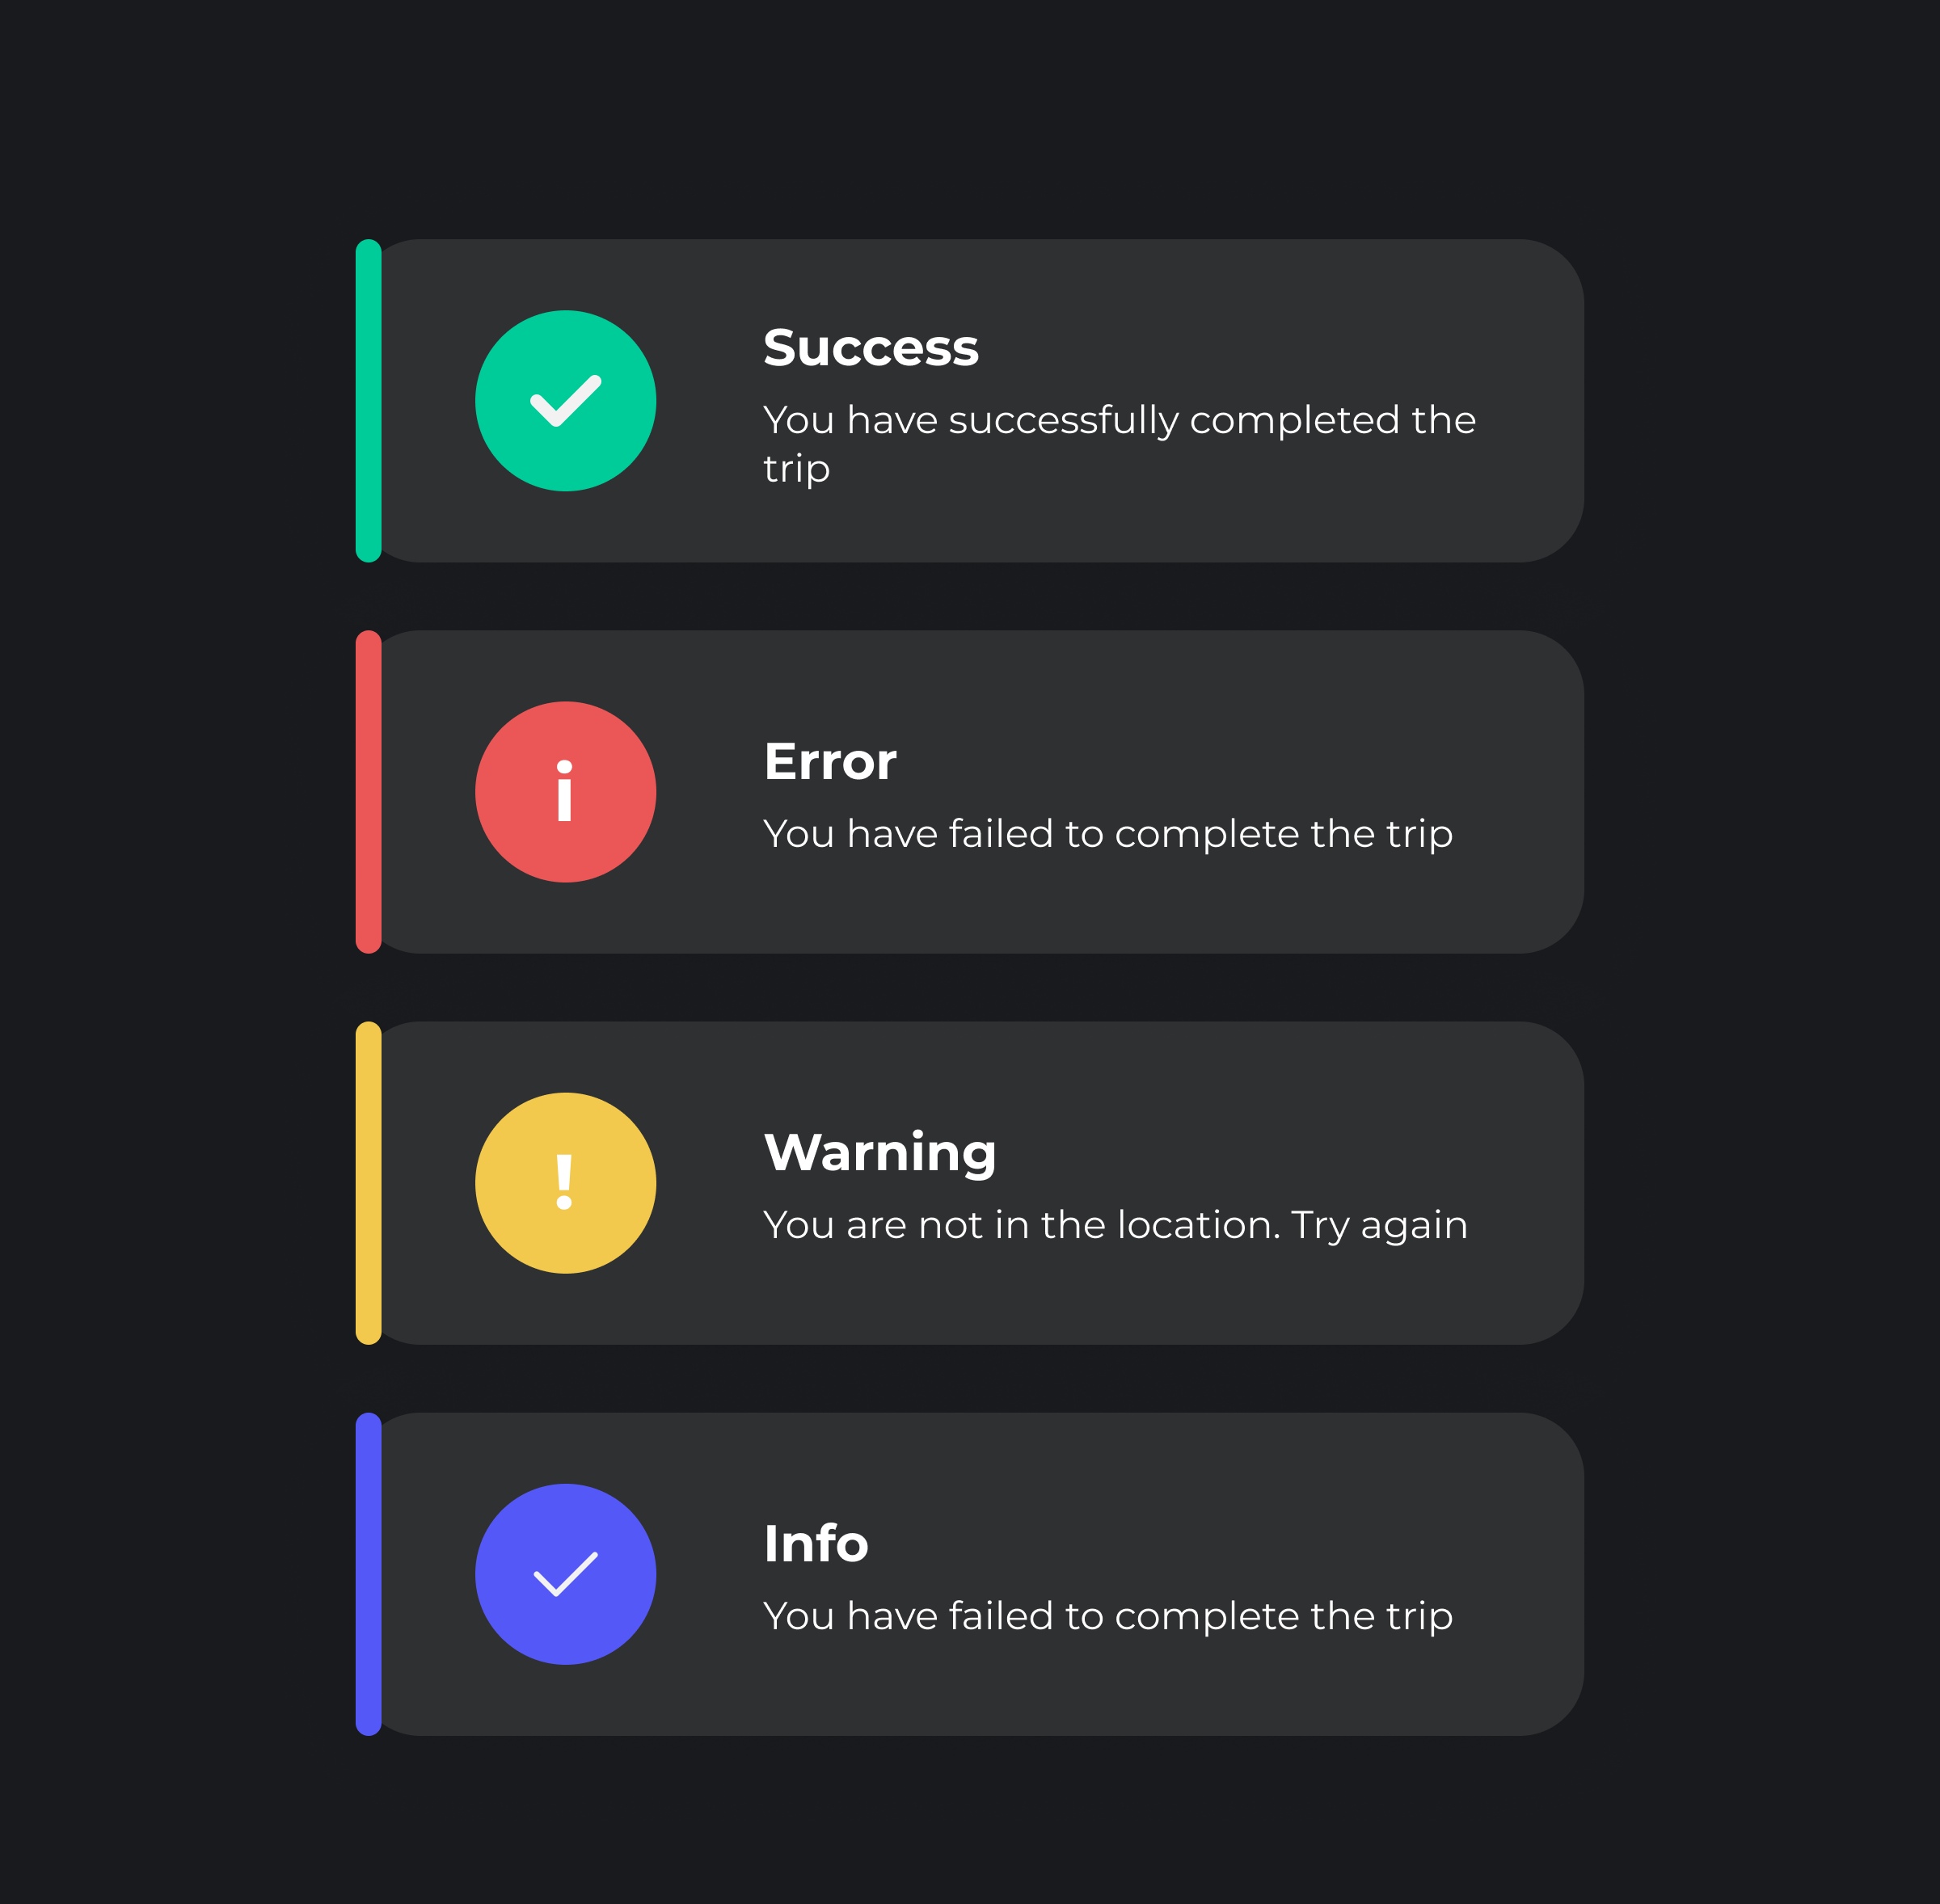 Success
You have successfully completed the
trip
i
Error
You have failed to complete the trip
!
Warning
You are not in the location. Try again
Info
You have failed to complete the trip